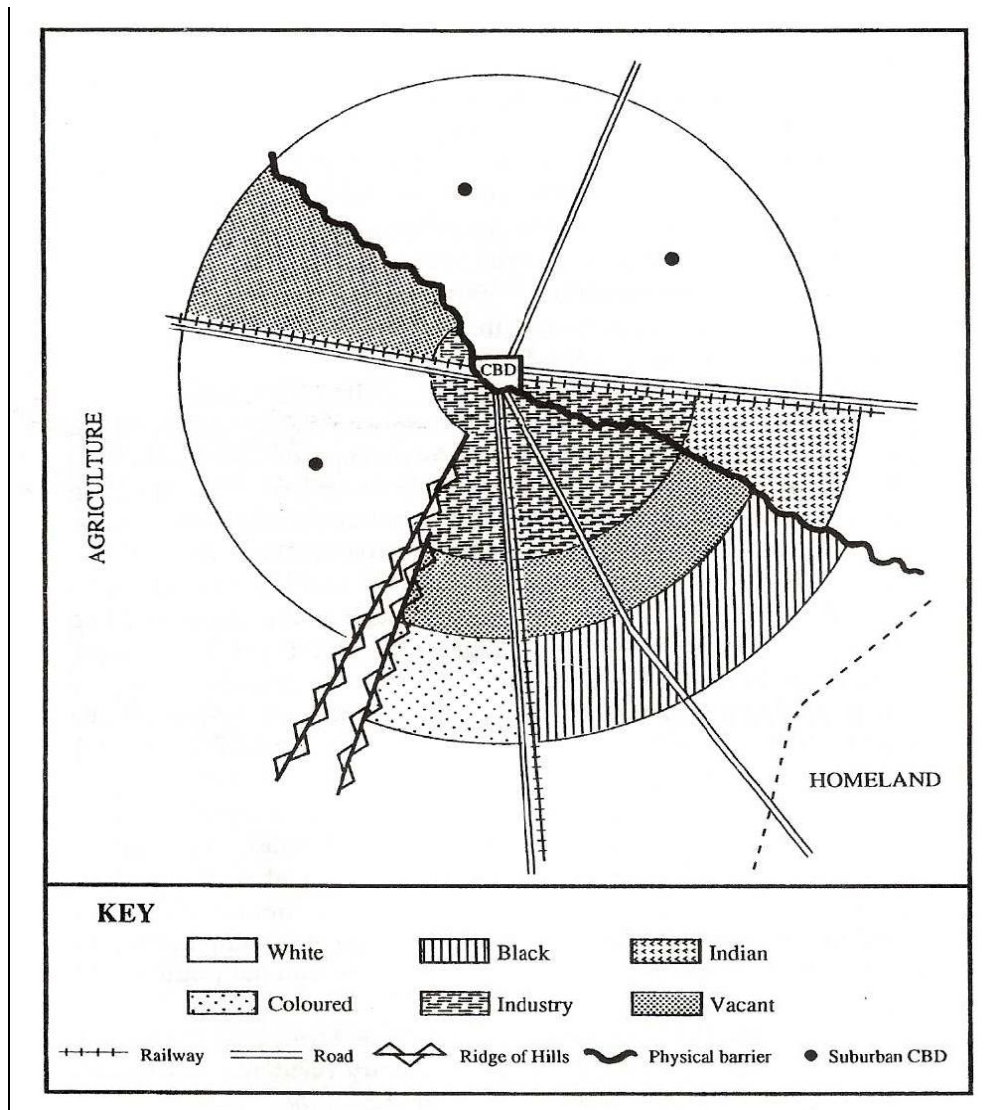 CBD
AGRICULTURE
HOMELAND
KEY
White
Black
Indian
Coloured
Industry
Vacant
Railway
Road
Ridge of Hills
Physical barrier
Suburban CBD